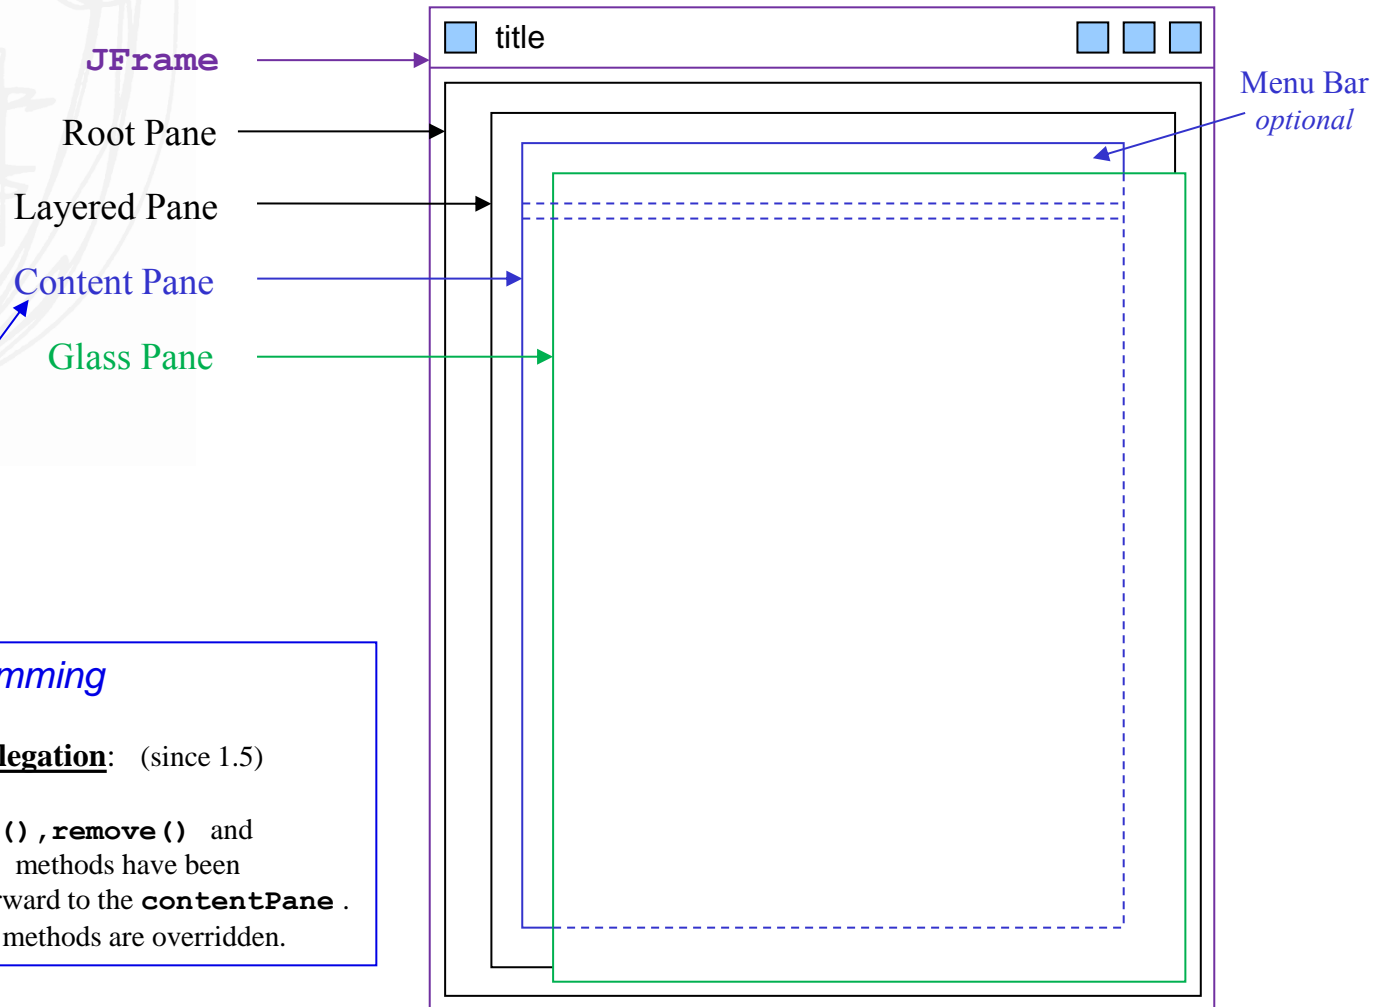 title
JFrame
Menu Bar
optional
Root Pane
Layered Pane
Content Pane
Glass Pane
mming
legation: (since 1.5)
(),remove() and
methods have been
rward to the contentPane .
methods are overridden.